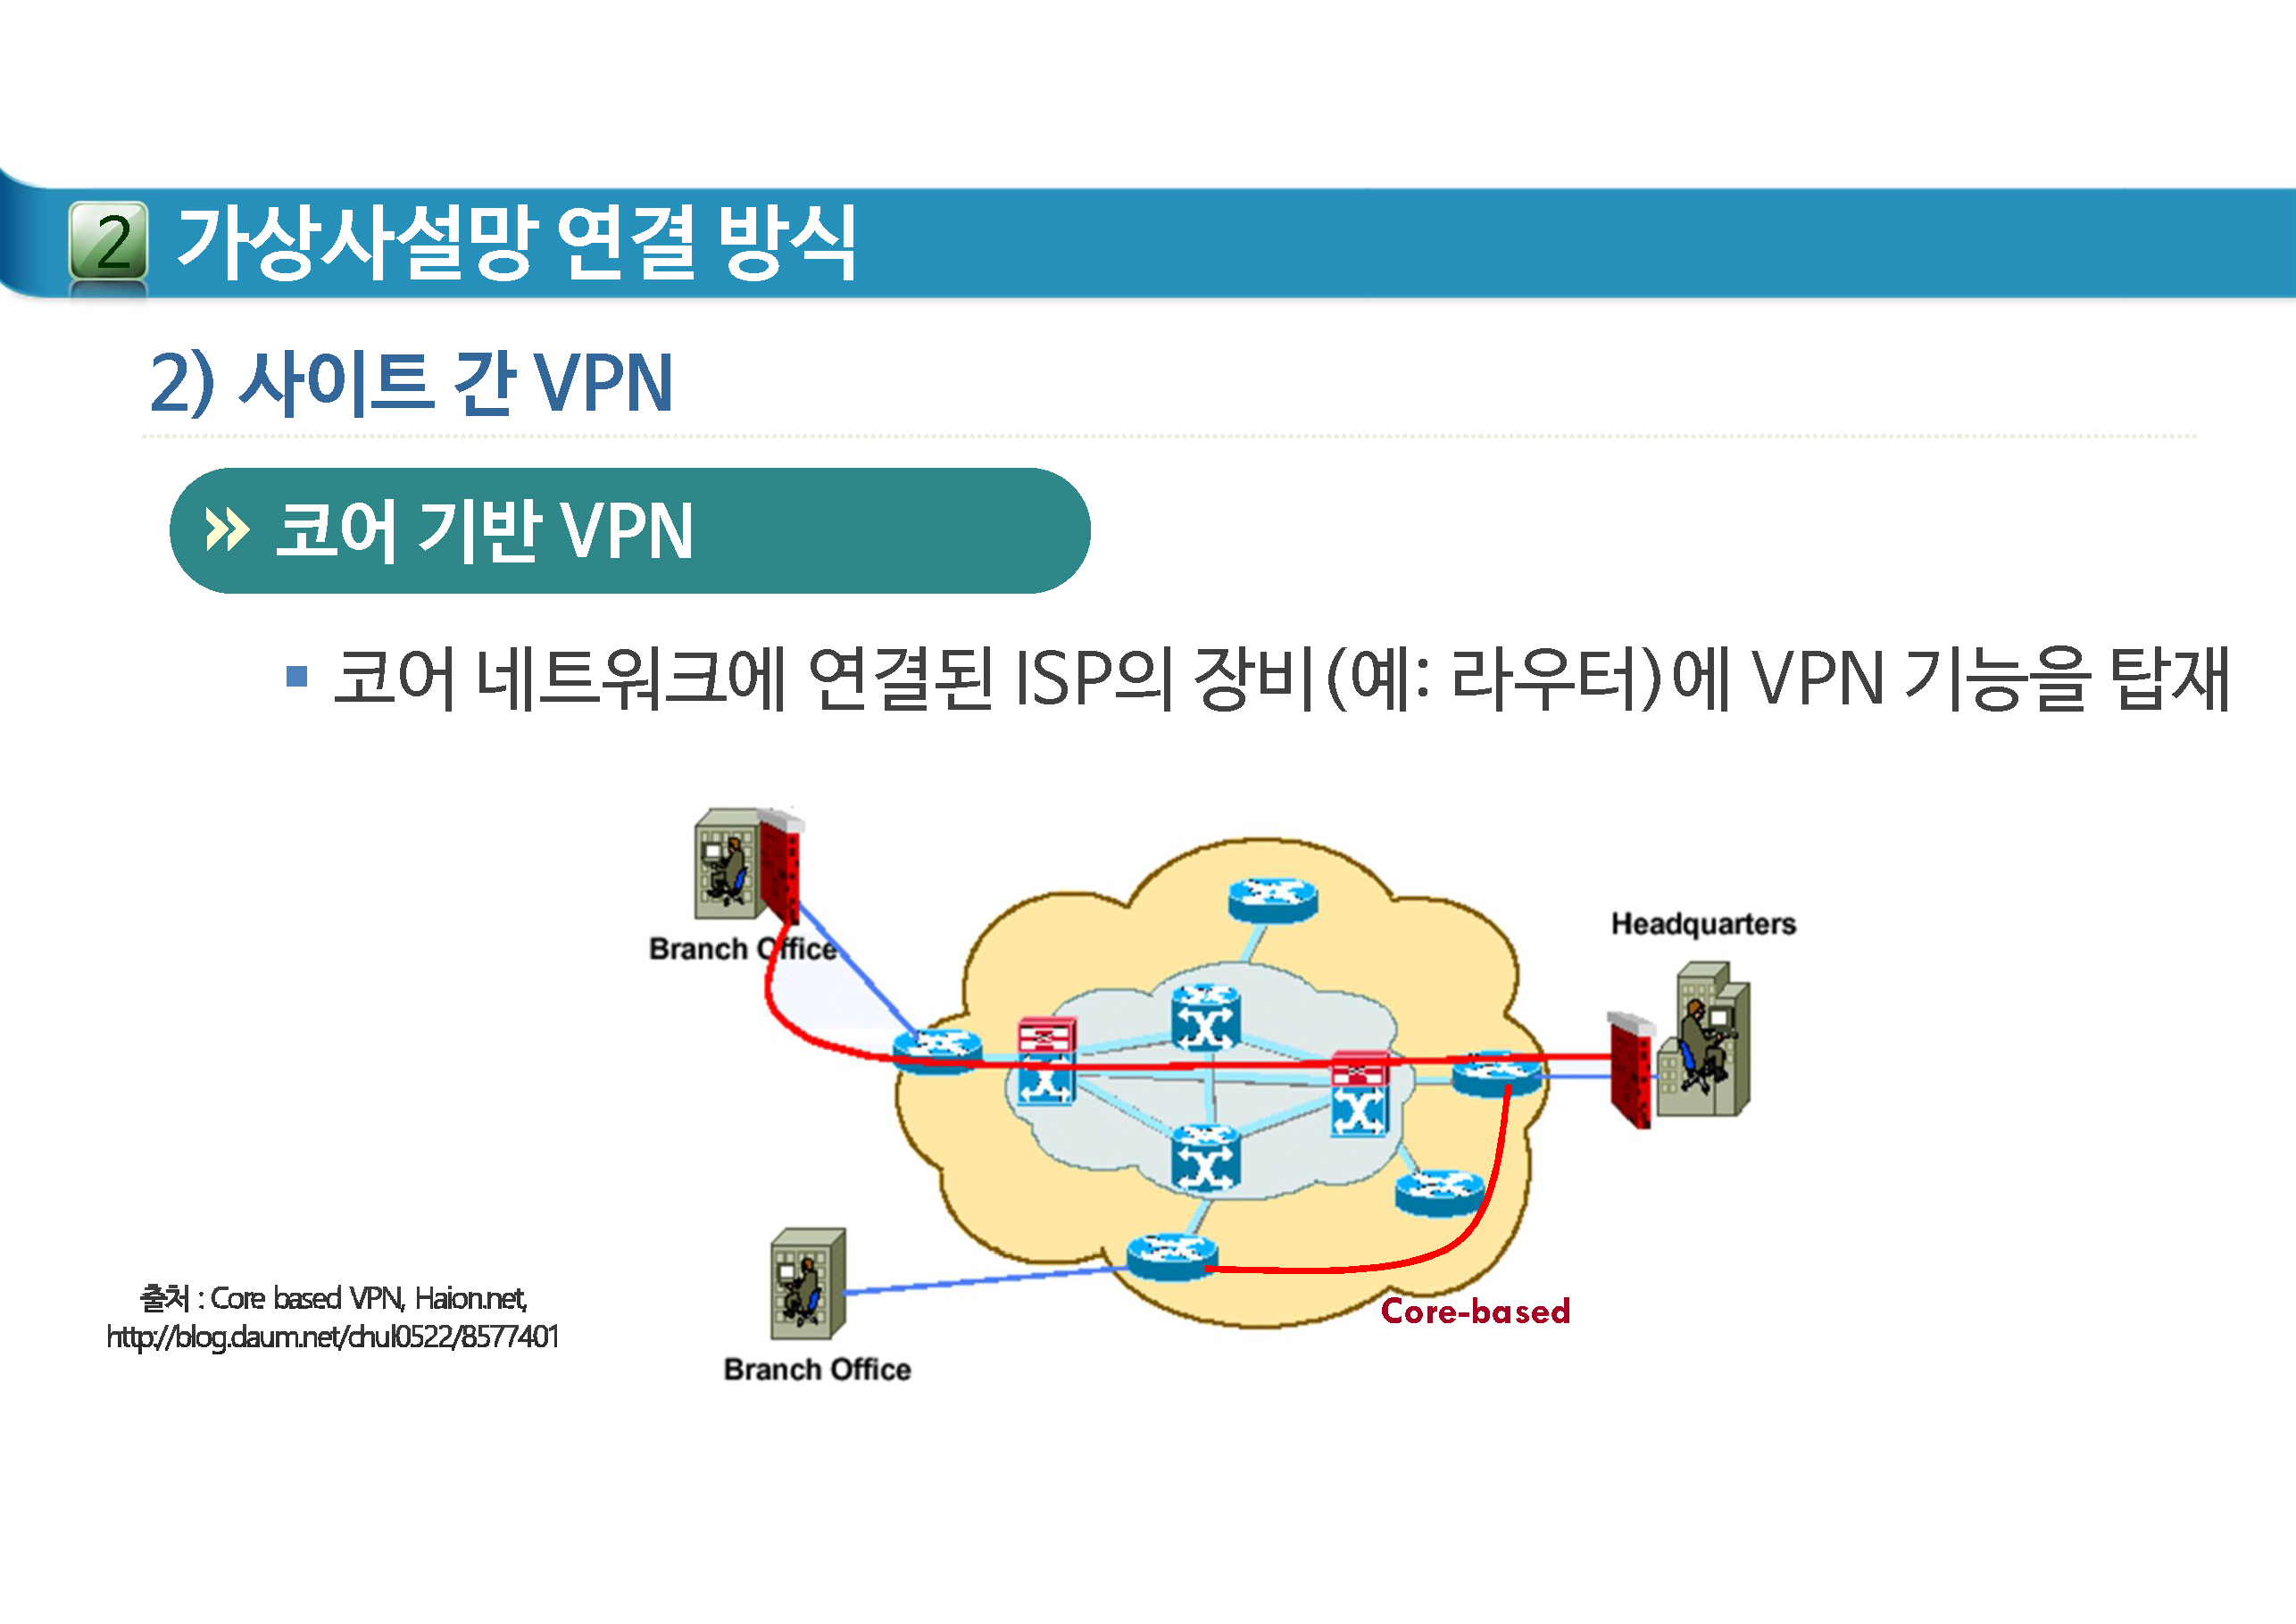 2 가상사설망 연결 방식
2) 사이트 간 VPN
코어 기반 VPN
코어 네트워크에 연결된 ISP의 장비(예: 라우터)에 VPN 기능을 탑재
Branch Office
Headquarters
Core-based
Branch Office
출처 : Core based VPN, Haion.net,
http://blog.daum.net/chul0522/8577401